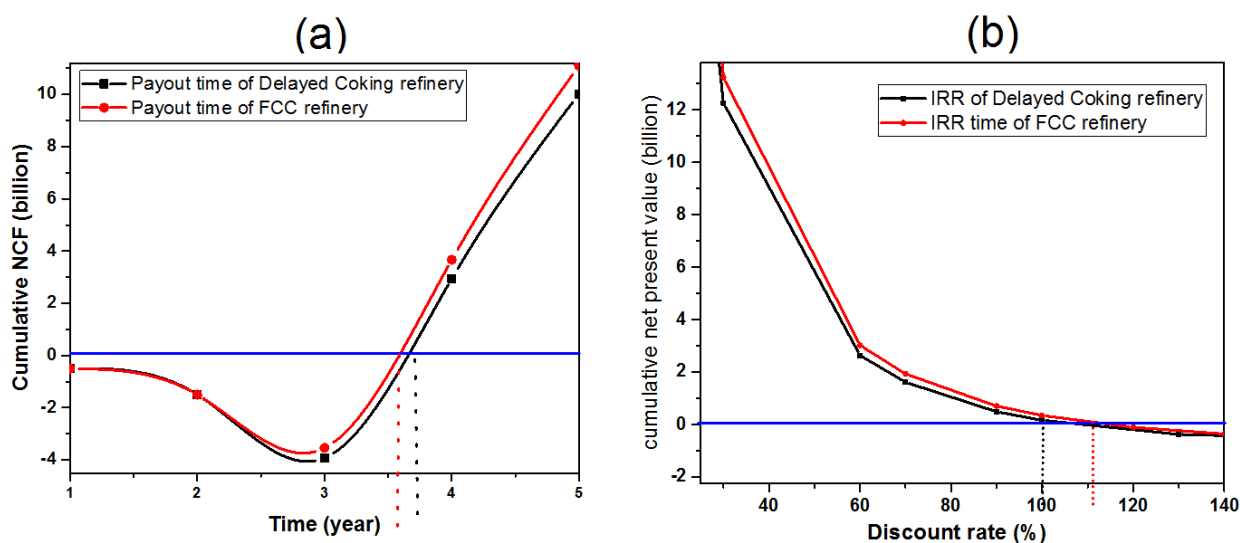 (a)
Payout time of Delayed Coking refinery
Payout time of FCC refinery
Cumulative NCF (billion)
10
8
6
4
2
0
-2
-4
1
2
3
4
5
Time (year)
(b)
IRR of Delayed Coking refinery
IRR time of FCC refinery
cumulative net present value (billion)
12
10
8
6
4
2
0
-2
40
60
80
100
120
140
Discount rate (%)